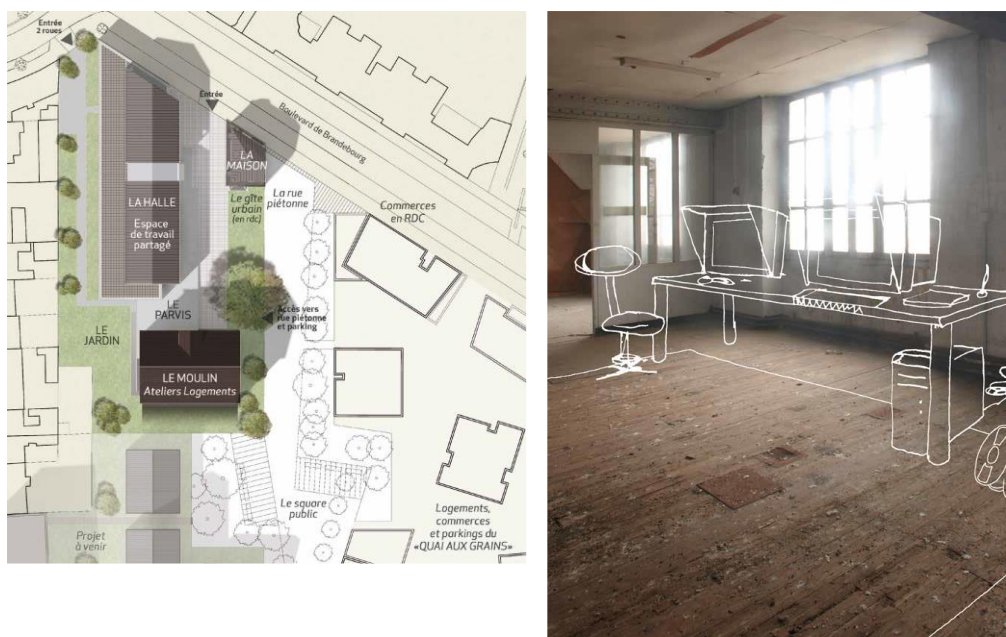 Entrée
2 roues
Entrée
Boulevard de Brandebourg
LA
MAISON
LA HALLE
Espace
de travail
partagé
Le gîte
urbain
(en rdc)
La rue
piétonne
Commerces
en RDC
LE
PARVIS
Accès vers
rue piétonne
et parking
LE
JARDIN
LE MOULIN
Ateliers Logements
Le square
public
Logements,
commerces
et parkings du
«QUAI AUX GRAINS»
Projet
à venir